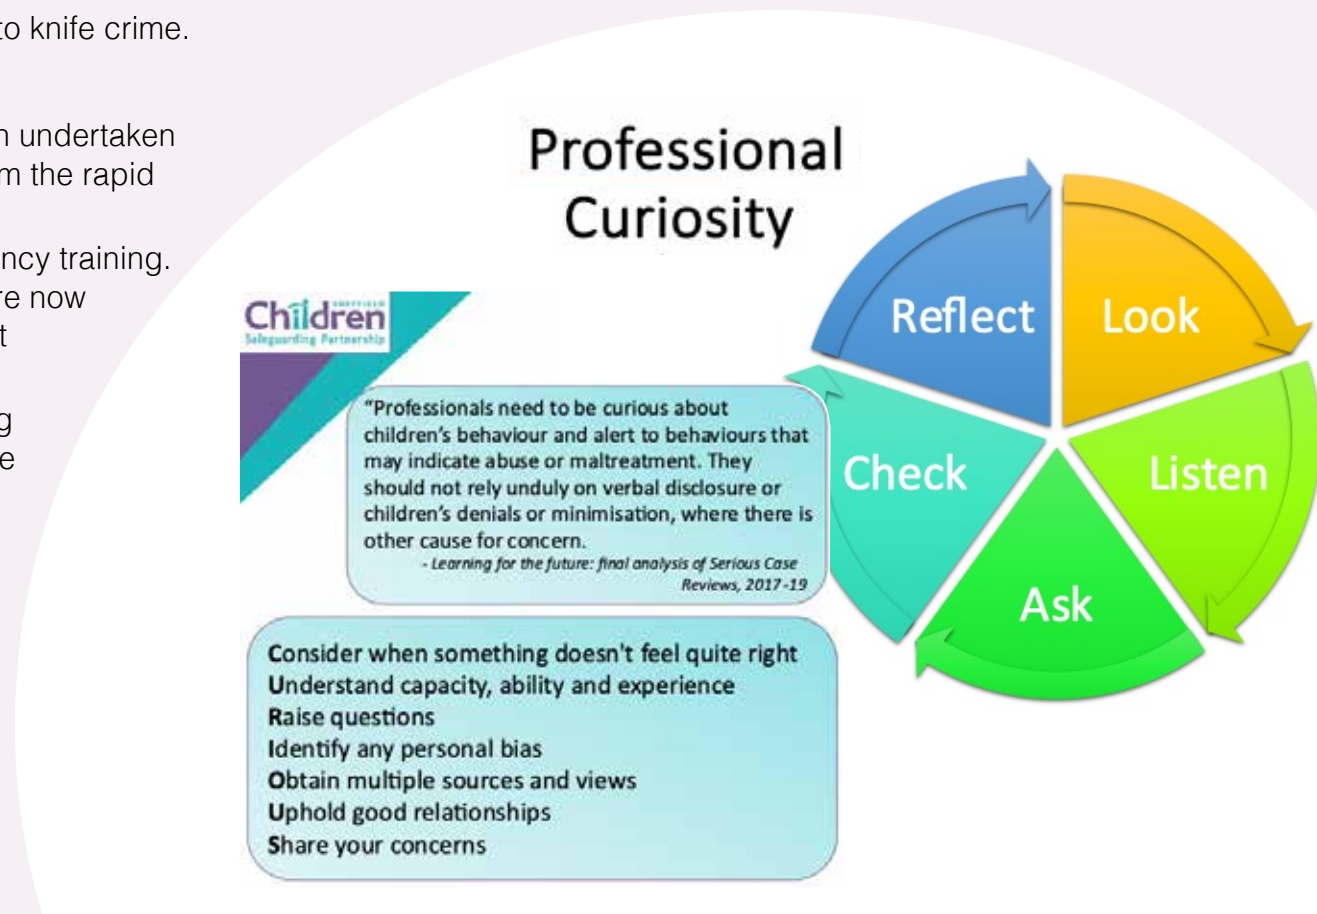 to knife crime.
n undertaken
m the rapid
ncy training.
re now
t
g
e
Professional
Curiosity
SHEFFIELD
Children
Safeguarding Partnership
“Professionals need to be curious about
children’s behaviour and alert to behaviours that
may indicate abuse or maltreatment. They
should not rely unduly on verbal disclosure or
children’s denials or minimisation, where there is
other cause for concern.
- Learning for the future: final analysis of Serious Case
Reviews, 2017-19
Consider when something doesn't feel quite right
Understand capacity, ability and experience
Raise questions
Identify any personal bias
Obtain multiple sources and views
Uphold good relationships
Share your concerns
Reflect
Look
Check
Listen
Ask